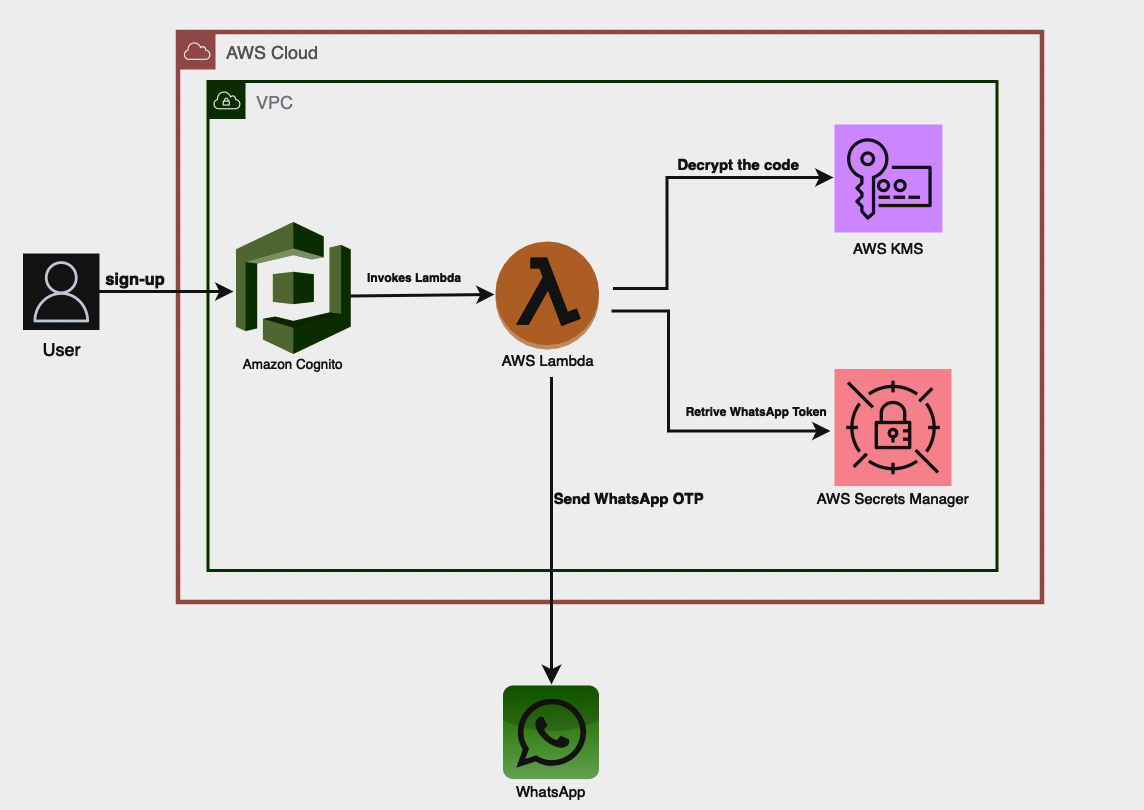 AWS Cloud
VPC
Decrypt the code
AWS KMS
sign-up
Invokes Lambda
User
Amazon Cognito
AWS Lambda
Retrive WhatsApp Token
Send WhatsApp OTP
AWS Secrets Manager
WhatsApp